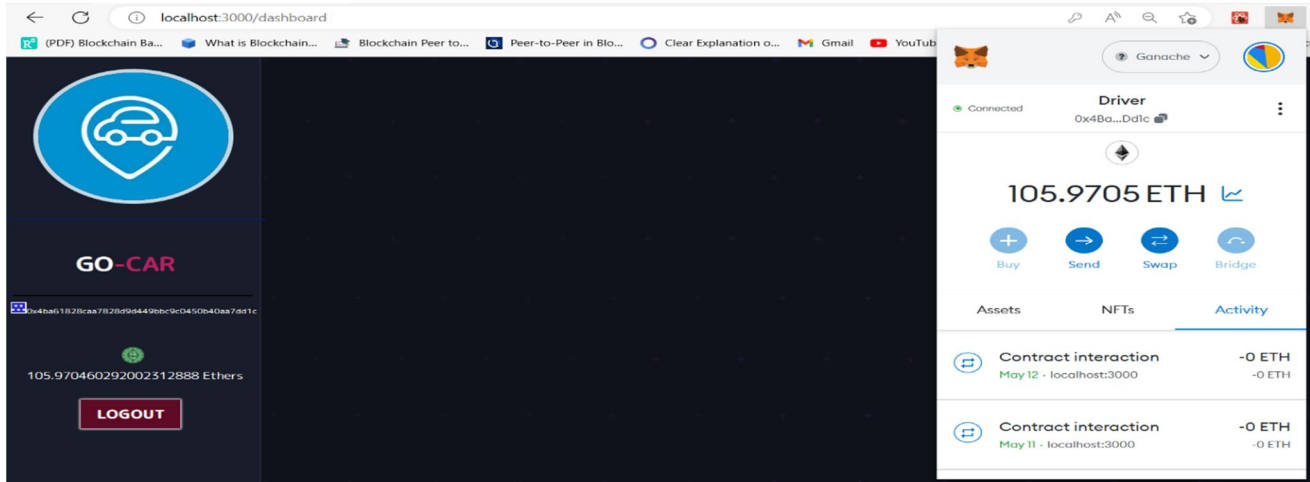 localhost:3000/dashboard
(PDF) Blockchain Ba...
What is Blockchain...
Blockchain Peer to...
Peer-to-Peer in Blo...
Clear Explanation o...
Gmail
YouTub
Ganache
Connected
Driver
0x4Ba...Dd1c
105.9705 ETH
Buy
Send
Swap
Bridge
Assets
NFTs
Activity
Contract interaction
-0 ETH
May 12 · localhost:3000
-0 ETH
Contract interaction
-0 ETH
May 11 · localhost:3000
-0 ETH
GO-CAR
0x4ba61828caa7828d9d449bbc9c0450b40aa7dd1c
105.970460292002312888 Ethers
LOGOUT